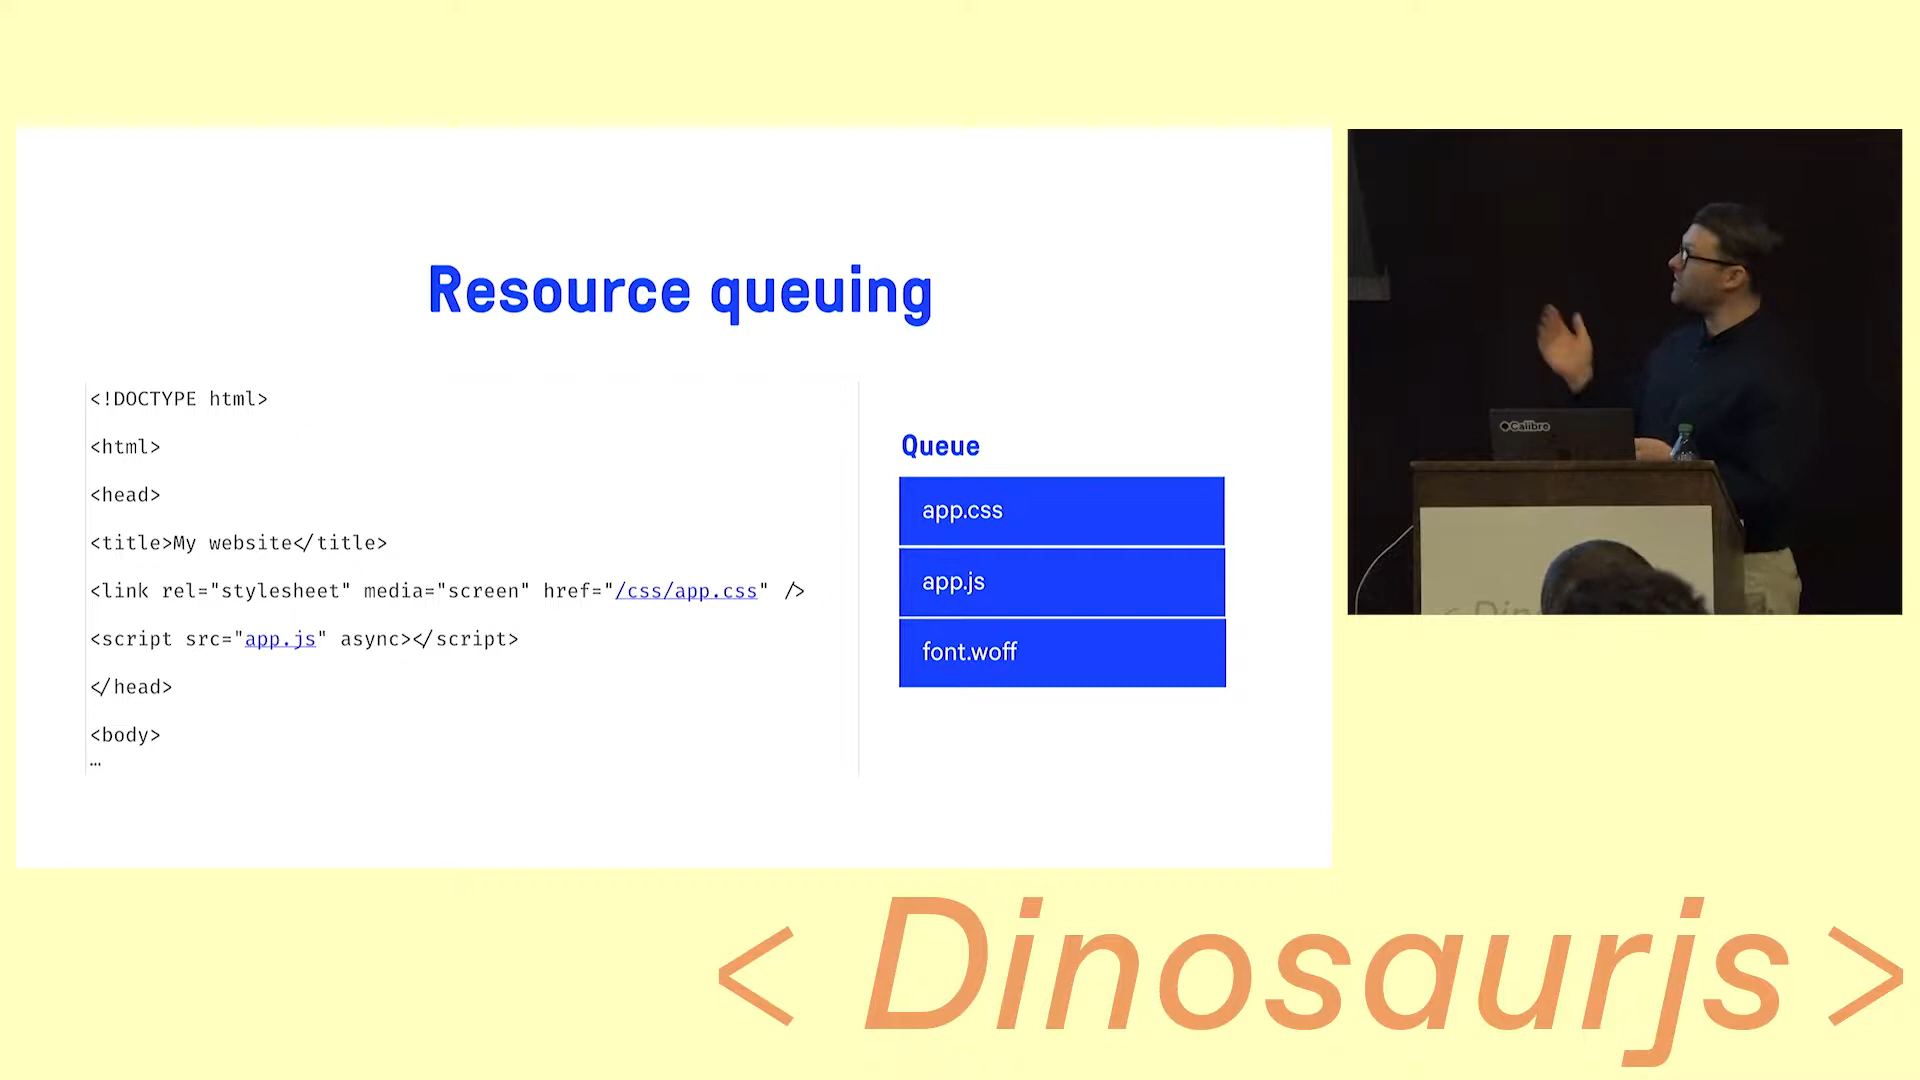 Resource queuing
<!DOCTYPE html>
<html>
<head>
<title>My website</title>
<link rel="stylesheet" media="screen" href="/css/app.css" />
<script src="app.js" async></script>
</head>
<body>
…
Queue
app.css
app.js
font.woff
Calibre
< Din
< Dinosaurjs >